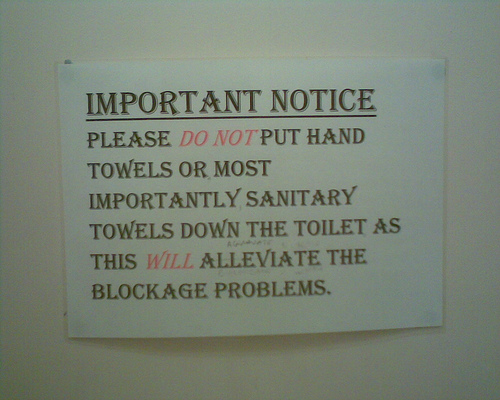 IMPORTANT NOTICE
PLEASE DO NOT PUT HAND
TOWELS OR MOST
IMPORTANTLY SANITARY
TOWELS DOWN THE TOILET AS
THIS WILL ALLEVIATE THE
BLOCKAGE PROBLEMS.